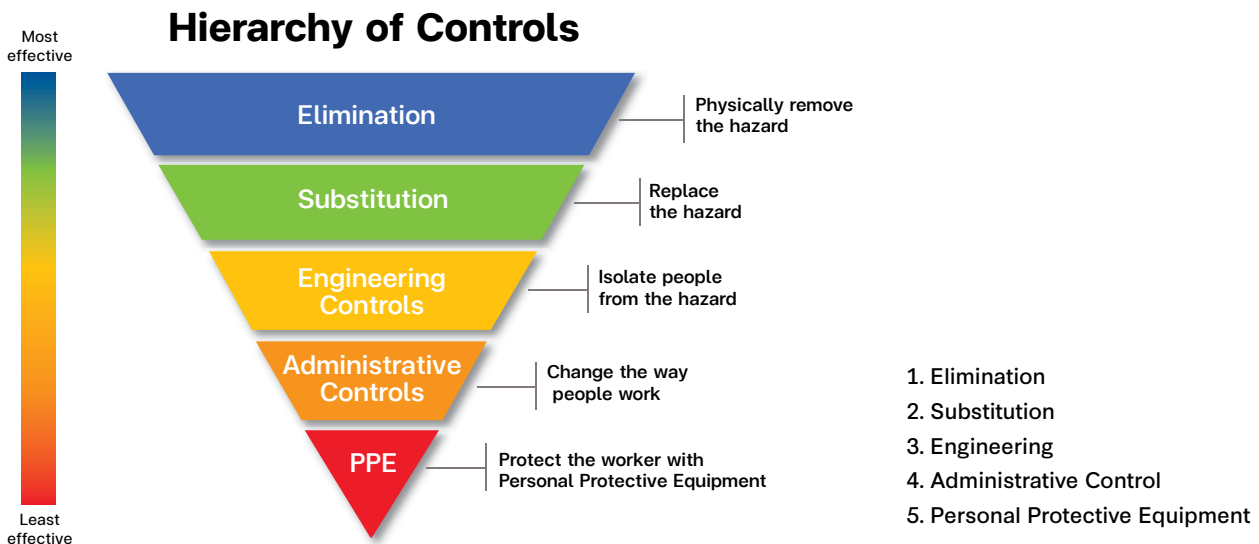 Hierarchy of Controls
Most
effective
Elimination
Physically remove
the hazard
Substitution
Replace
the hazard
Engineering
Controls
Isolate people
from the hazard
Administrative
Controls
Change the way
people work
PPE
Protect the worker with
Personal Protective Equipment
Least
effective
1. Elimination
2. Substitution
3. Engineering
4. Administrative Control
5. Personal Protective Equipment